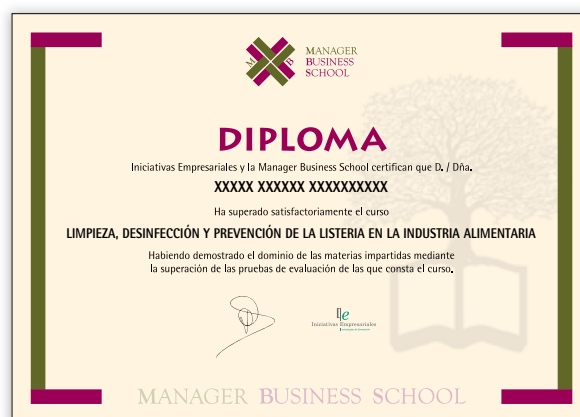 M B
MANAGER
BUSINESS
SCHOOL
DIPLOMA
Iniciativas Empresariales y la Manager Business School certifican que D. / Dña.
XXXXX XXXXXX XXXXXXXXXX
Ha superado satisfactoriamente el curso
LIMPIEZA, DESINFECCIÓN Y PREVENCIÓN DE LA LISTERIA EN LA INDUSTRIA ALIMENTARIA
Habiendo demostrado el dominio de las materias impartidas mediante
la superación de las pruebas de evaluación de las que consta el curso.
Ie
Iniciativas Empresariales
MANAGER BUSINESS SCHOOL